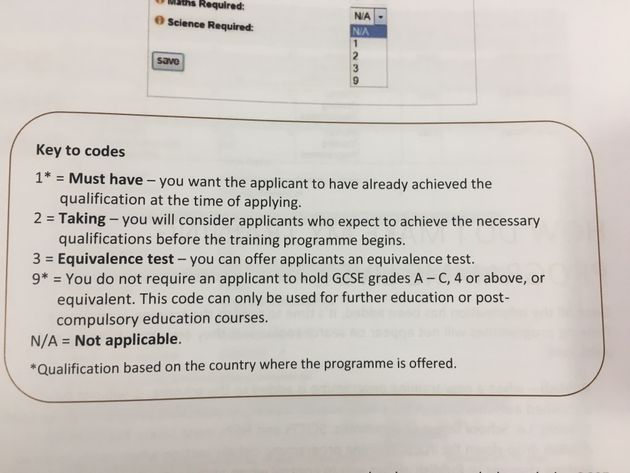 Maths Required:
Science Required:
N/A
N/A
1
2
3
9
save
Key to codes
1* = Must have – you want the applicant to have already achieved the
qualification at the time of applying.
2 = Taking – you will consider applicants who expect to achieve the necessary
qualifications before the training programme begins.
3 = Equivalence test – you can offer applicants an equivalence test.
9* = You do not require an applicant to hold GCSE grades A – C, 4 or above, or
equivalent. This code can only be used for further education or post-
compulsory education courses.
N/A = Not applicable.
*Qualification based on the country where the programme is offered.